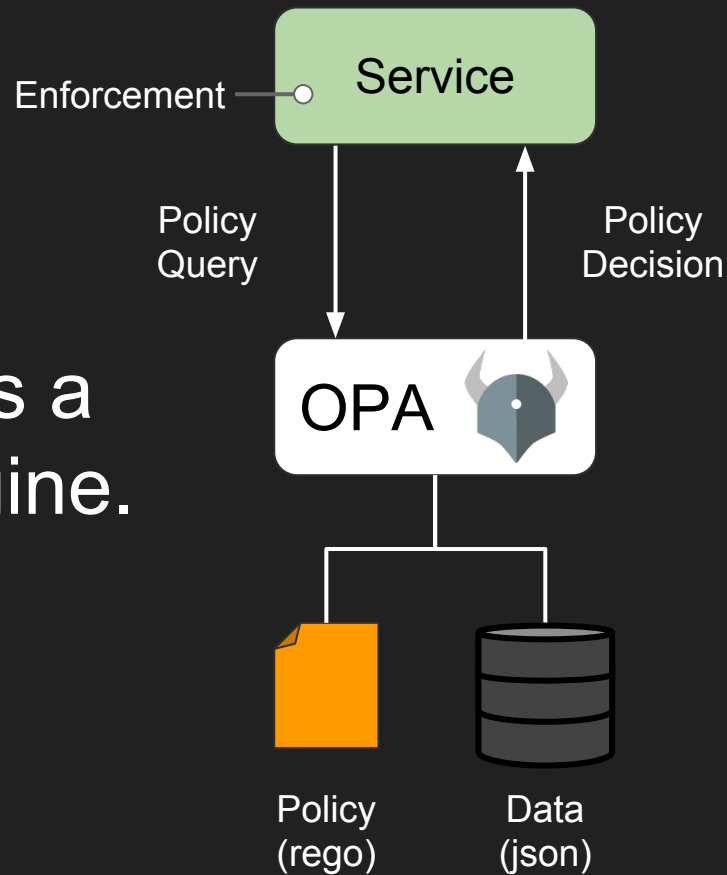 Service
Enforcement
Policy
Query
Policy
Decision
s a
OPA
ine.
Policy
(rego)
Data
(json)